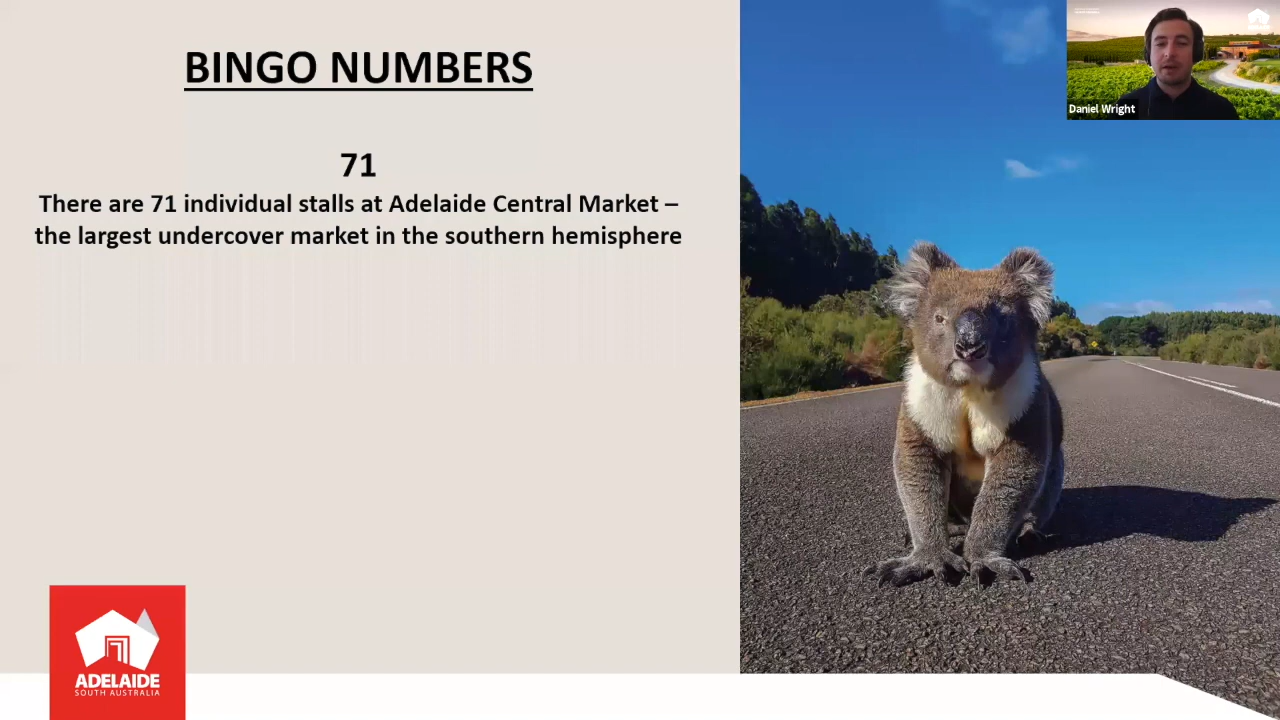 BINGO NUMBERS
71
There are 71 individual stalls at Adelaide Central Market –
the largest undercover market in the southern hemisphere
Daniel Wright
ADELAIDE
SOUTH AUSTRALIA